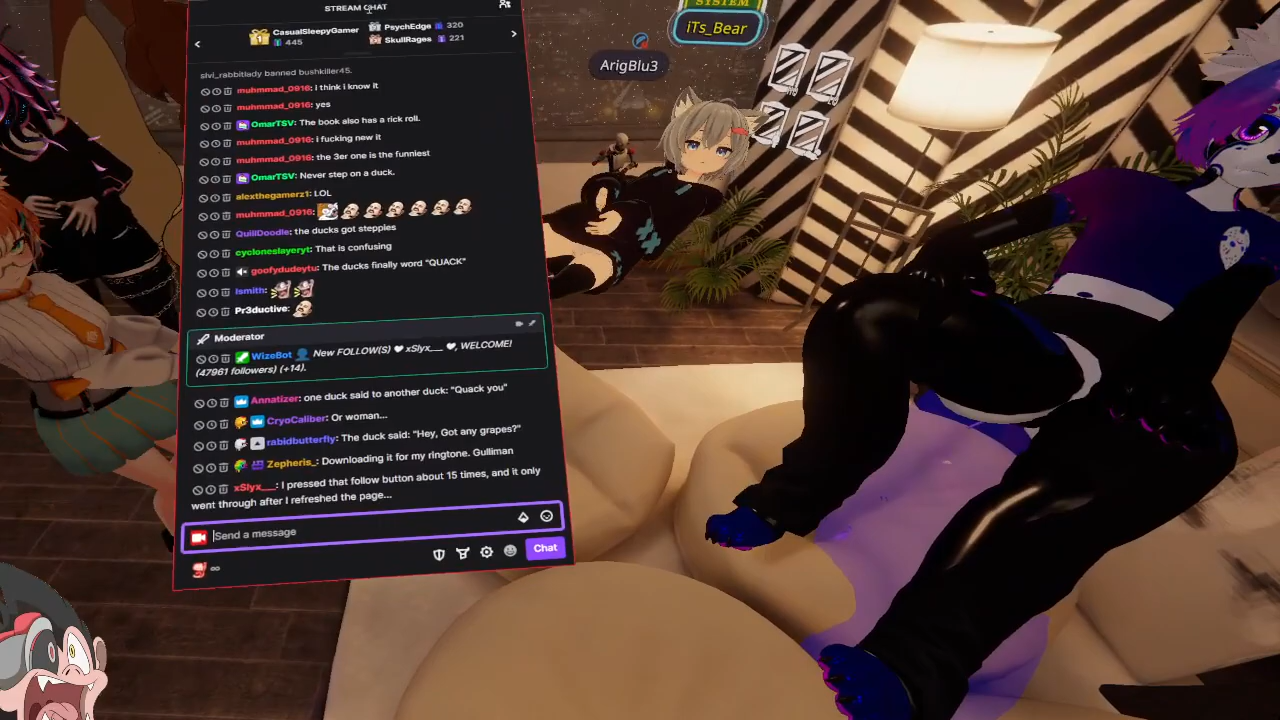 STREAM CHAT
CasualSleepyGamer
445
PsychEdge 320
SkullRages 221
slvi_rabbitlady banned bushkiller45.
muhmmad_0916: i think i know it
muhmmad_0916: yes
OmarTSV: The book also has a rick roll.
muhmmad_0916: i fucking new it
muhmmad_0916: the 3er one is the funniest
OmarTSV: Never step on a duck.
alexthegamerz1: LOL
muhmmad_0916:
QuillDoodle: the ducks got steppies
cycloneslayeryt: That is confusing
goofydudeytu: The ducks finally word "QUACK"
Ismith:
Pr3ductive:
Moderator
WizeBot New FOLLOW(S) ❤ xSlyx___ ❤, WELCOME!
(47961 followers) (+14).
Annatizer: one duck said to another duck: "Quack you"
CryoCaliber: Or woman...
rabidbutterfly: The duck said: "Hey, Got any grapes?"
Zepheris_: Downloading it for my ringtone. Gulliman
xSlyx___: I pressed that follow button about 15 times, and it only
went through after I refreshed the page...
Send a message
∞
Chat
SYSTEM
iTs_Bear
ArigBlu3